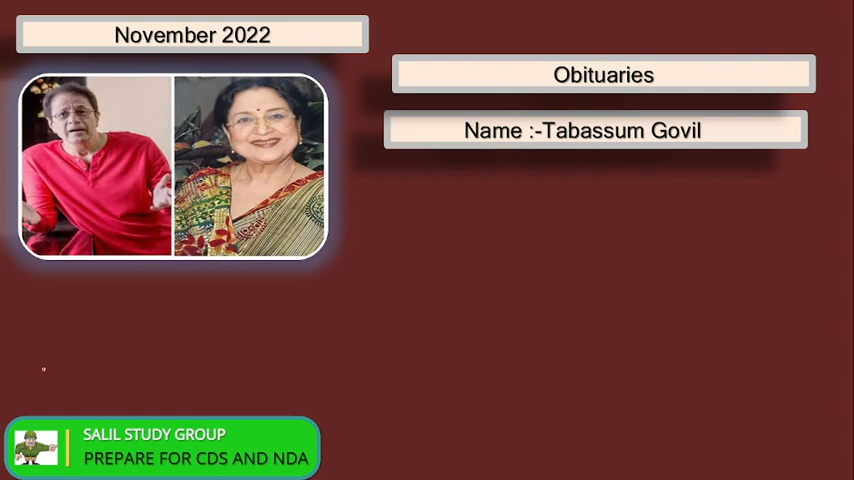 November 2022
Obituaries
Name :-Tabassum Govil
SALIL STUDY GROUP
PREPARE FOR CDS AND NDA